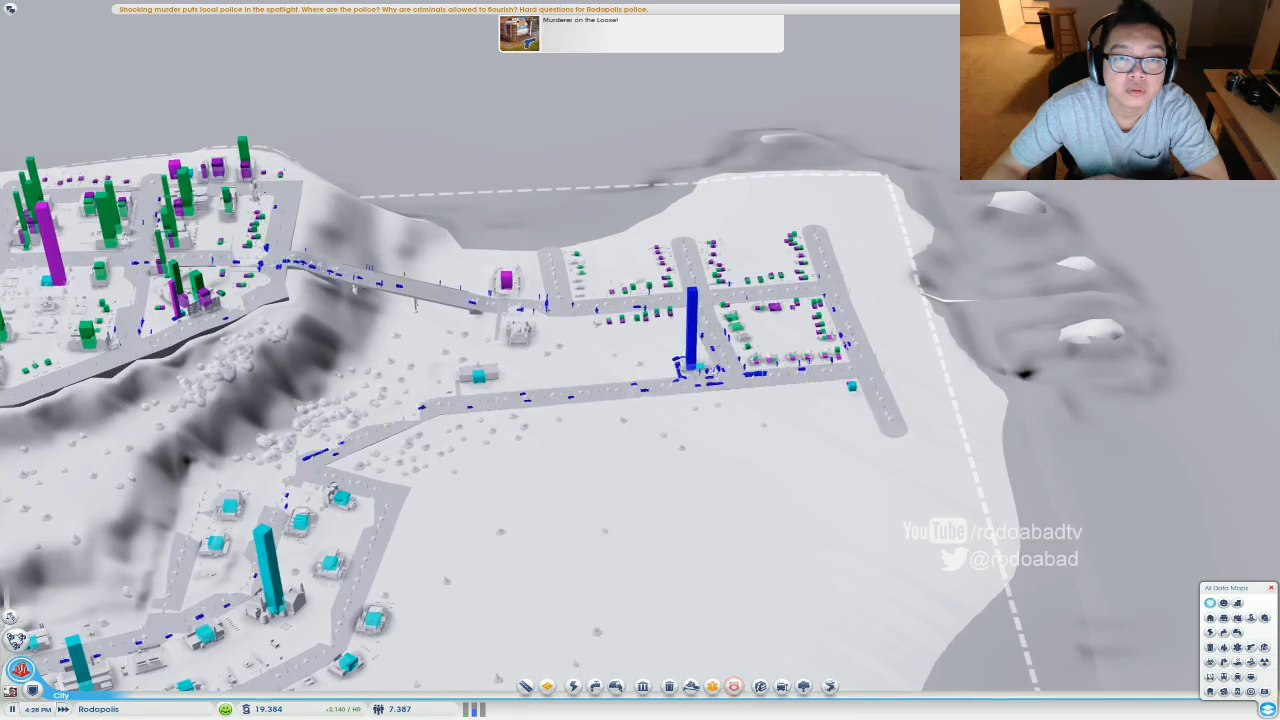 Shocking murder puts local police in the spotlight. Where are the police? Why are criminals allowed to flourish? Hard questions for Rodopolis police.
Murderer on the Loose!
YouTube /rodoabadtv
@rodoabad
All Data Maps
City
4:28 PM
Rodopolis
19,384
+2,140 / HR
7,387